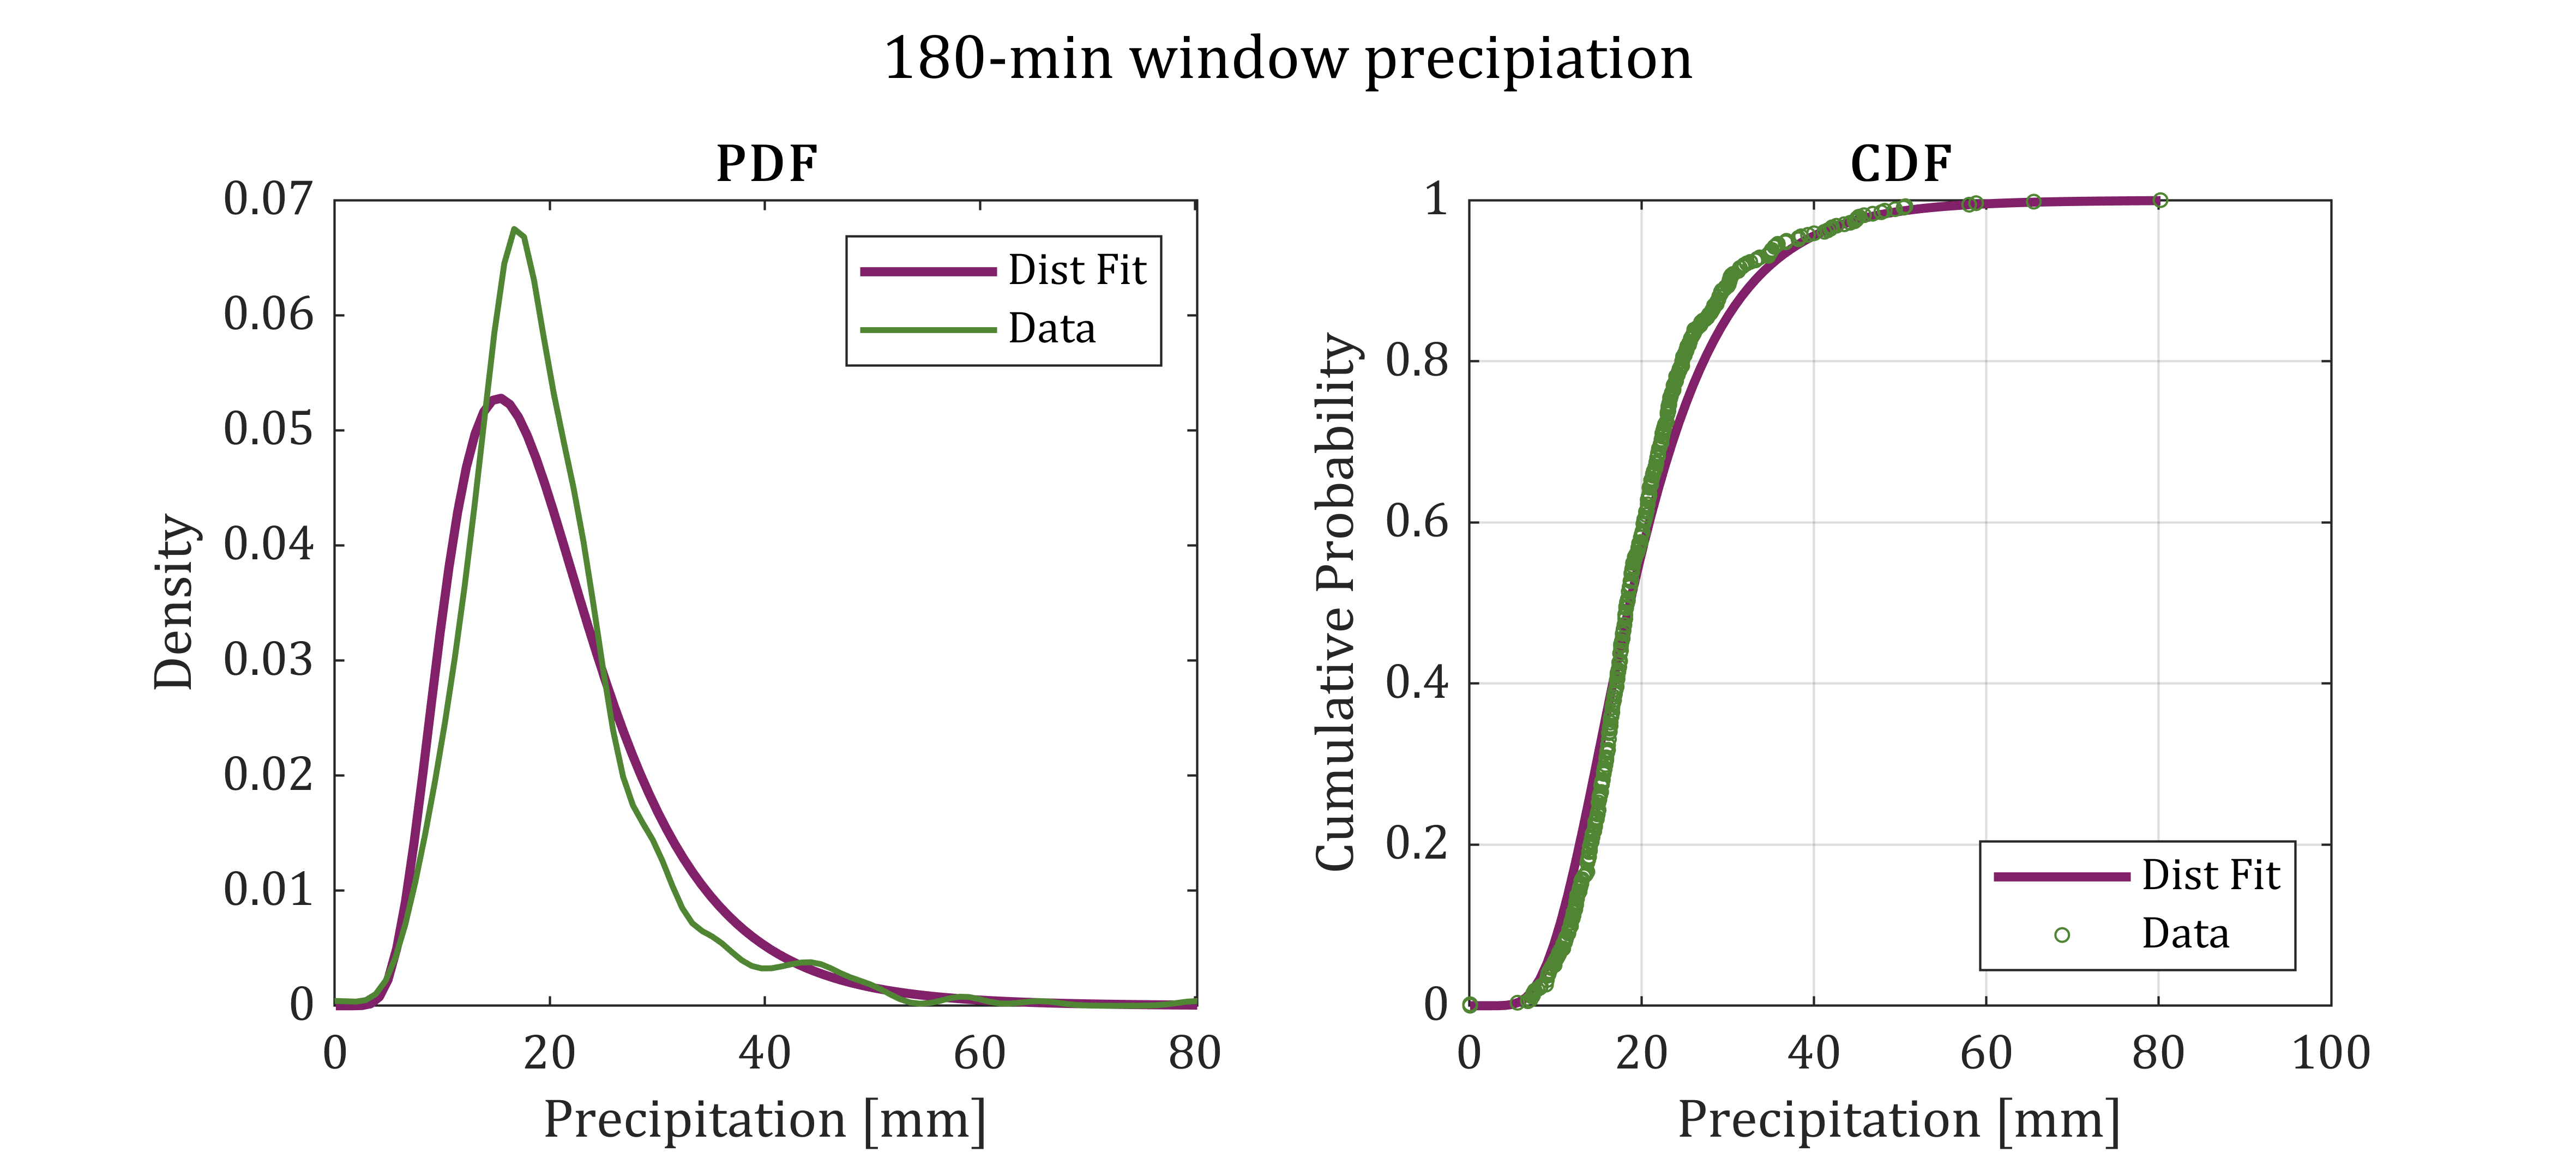 180-min window precipiation
PDF
0.07
0.06
0.05
0.04
0.03
0.02
0.01
0
0
20
40
60
80
Density
Precipitation [mm]
Dist Fit
Data
CDF
1
0.8
0.6
0.4
0.2
0
0
20
40
60
80
100
Cumulative Probability
Precipitation [mm]
Dist Fit
Data